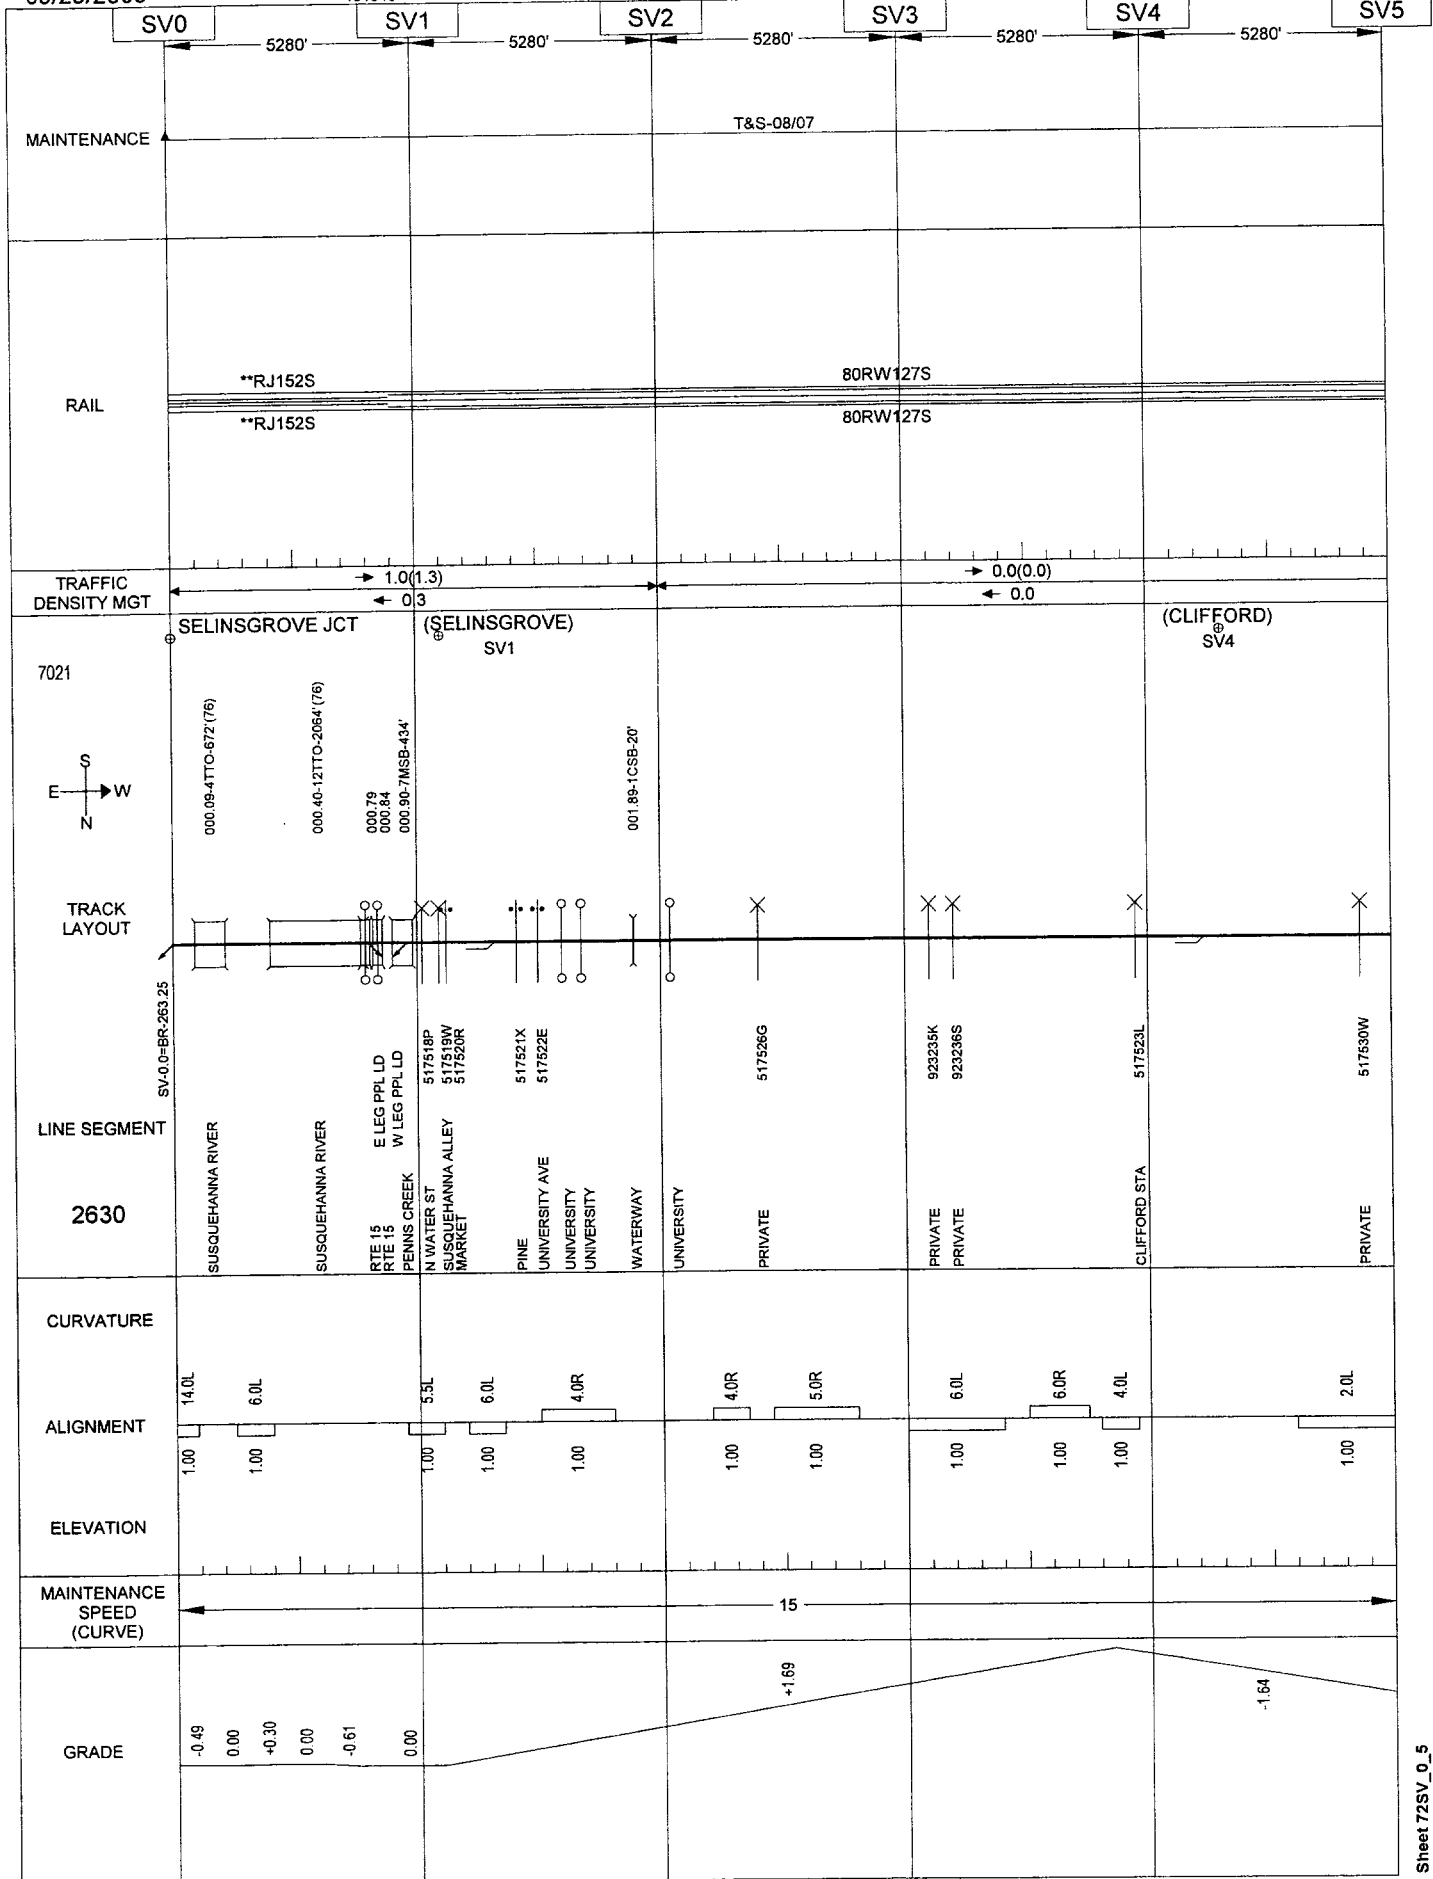 SV0 SV1 SV2 SV3 SV4 SV5
5280' 5280' 5280' 5280' 5280'
MAINTENANCE
T&S-08/07
RAIL
**RJ152S 80RW127S
**RJ152S 80RW127S
TRAFFIC
DENSITY MGT
1.0(1.3) 0.0(0.0)
0.3 0.0
SELINSGROVE JCT (SELINSGROVE) (CLIFFORD)
SV1 SV4
7021
S
E W
N
000.09-4TTO-672'(76)
000.40-12TTO-2064'(76)
000.79
000.84
000.90-7MSB-434'
001.89-1CSB-20'
TRACK
LAYOUT
SV-0.0=BR-263.25
E LEG PPL LD
W LEG PPL LD
517518P
517519W
517520R
517521X
517522E
517526G
923235K
923236S
517523L
517530W
LINE SEGMENT
2630
SUSQUEHANNA RIVER
SUSQUEHANNA RIVER
RTE 15
RTE 15
PENNS CREEK
N WATER ST
SUSQUEHANNA ALLEY
MARKET
PINE
UNIVERSITY AVE
UNIVERSITY
UNIVERSITY
WATERWAY
UNIVERSITY
PRIVATE
PRIVATE
PRIVATE
CLIFFORD STA
PRIVATE
CURVATURE
14.0L 6.0L 5.5L 6.0L 4.0R 4.0R 5.0R 6.0L 6.0R 4.0L 2.0L
ALIGNMENT
1.00 1.00 1.00 1.00 1.00 1.00 1.00 1.00 1.00 1.00 1.00
ELEVATION
MAINTENANCE
SPEED
(CURVE)
15
GRADE
-0.49 0.00 +0.30 0.00 -0.61 0.00 +1.69 -1.64
Sheet 72SV_0_5